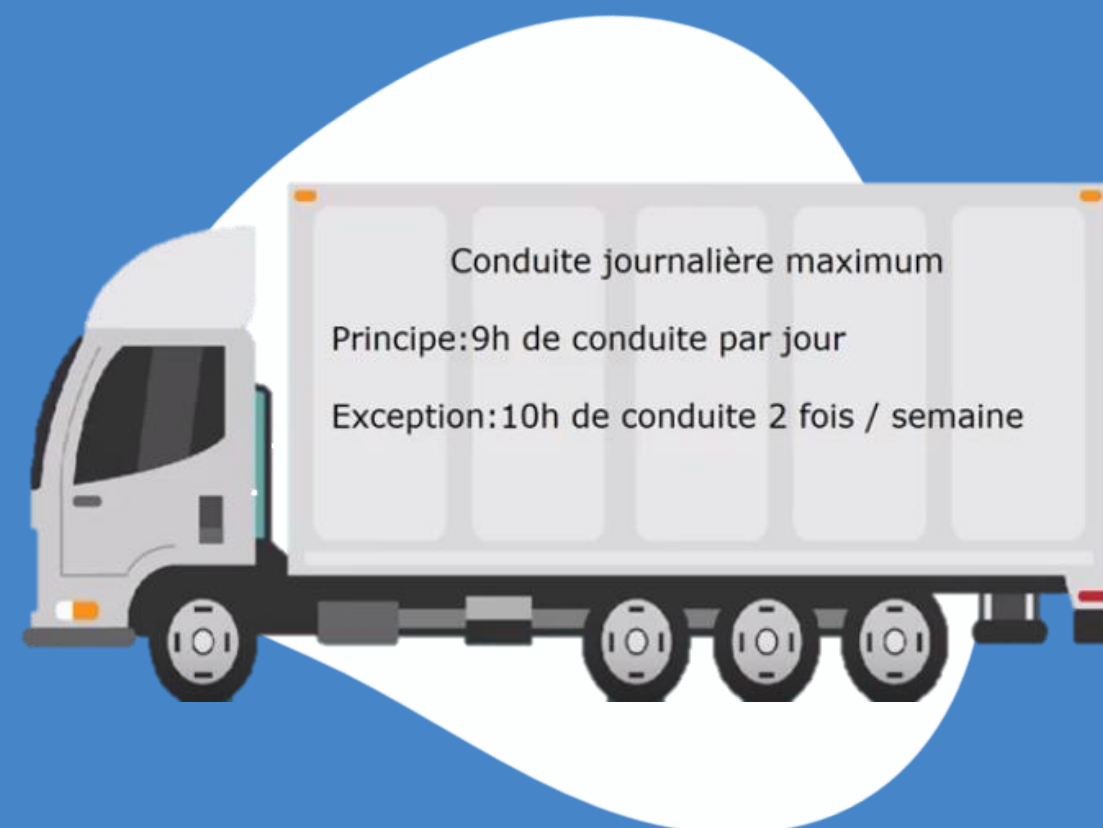 Conduite journalière maximum
Principe:9h de conduite par jour
Exception:10h de conduite 2 fois / semaine